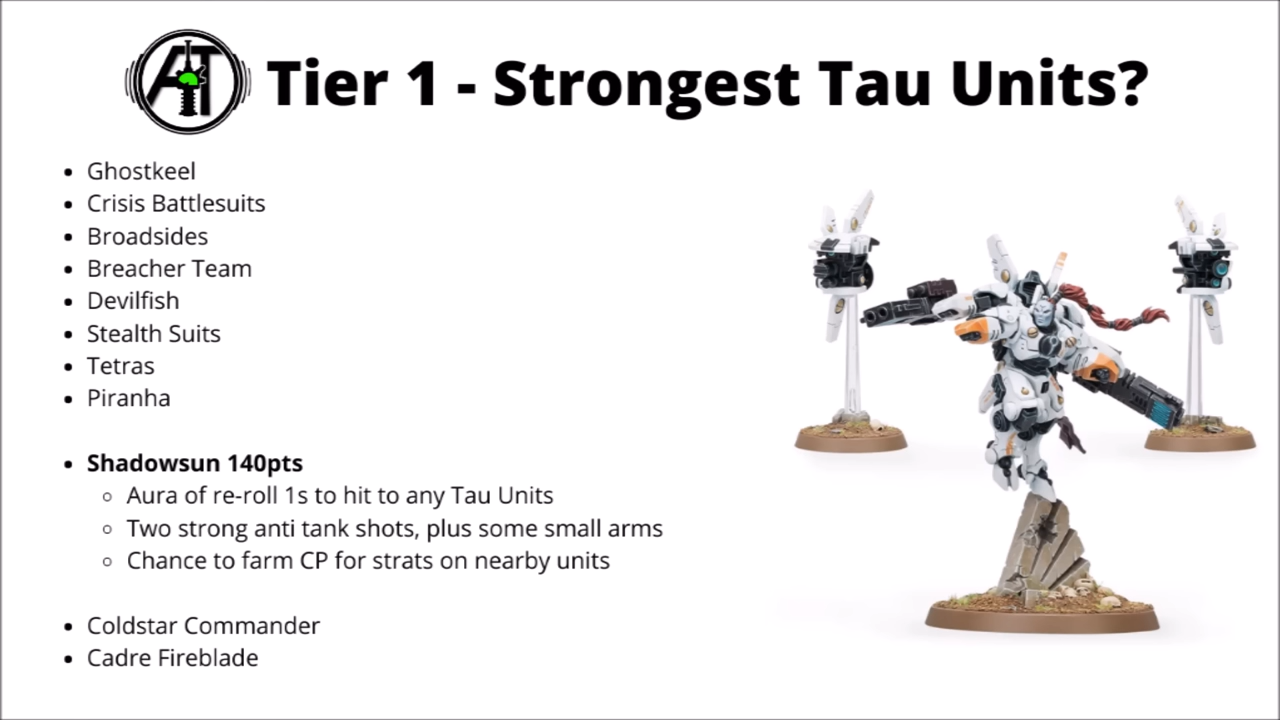 AT
Tier 1 - Strongest Tau Units?
• Ghostkeel
• Crisis Battlesuits
• Broadsides
• Breacher Team
• Devilfish
• Stealth Suits
• Tetras
• Piranha
• Shadowsun 140pts
◦ Aura of re-roll 1s to hit to any Tau Units
◦ Two strong anti tank shots, plus some small arms
◦ Chance to farm CP for strats on nearby units
• Coldstar Commander
• Cadre Fireblade